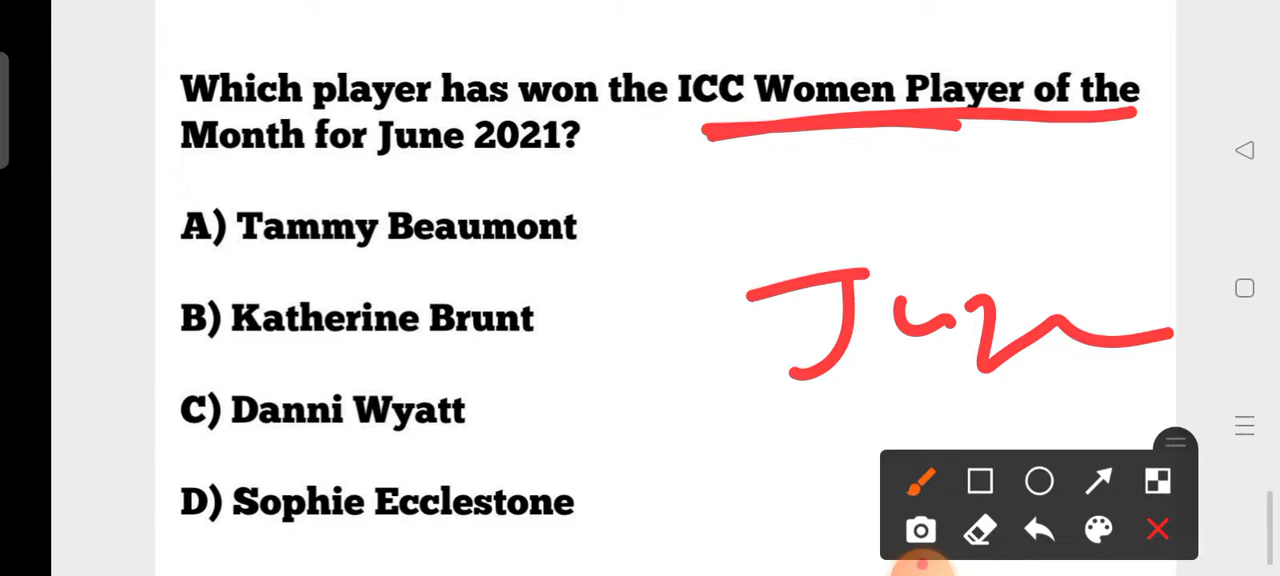 Which player has won the ICC Women Player of the
Month for June 2021?
A) Tammy Beaumont
B) Katherine Brunt
C) Danni Wyatt
D) Sophie Ecclestone